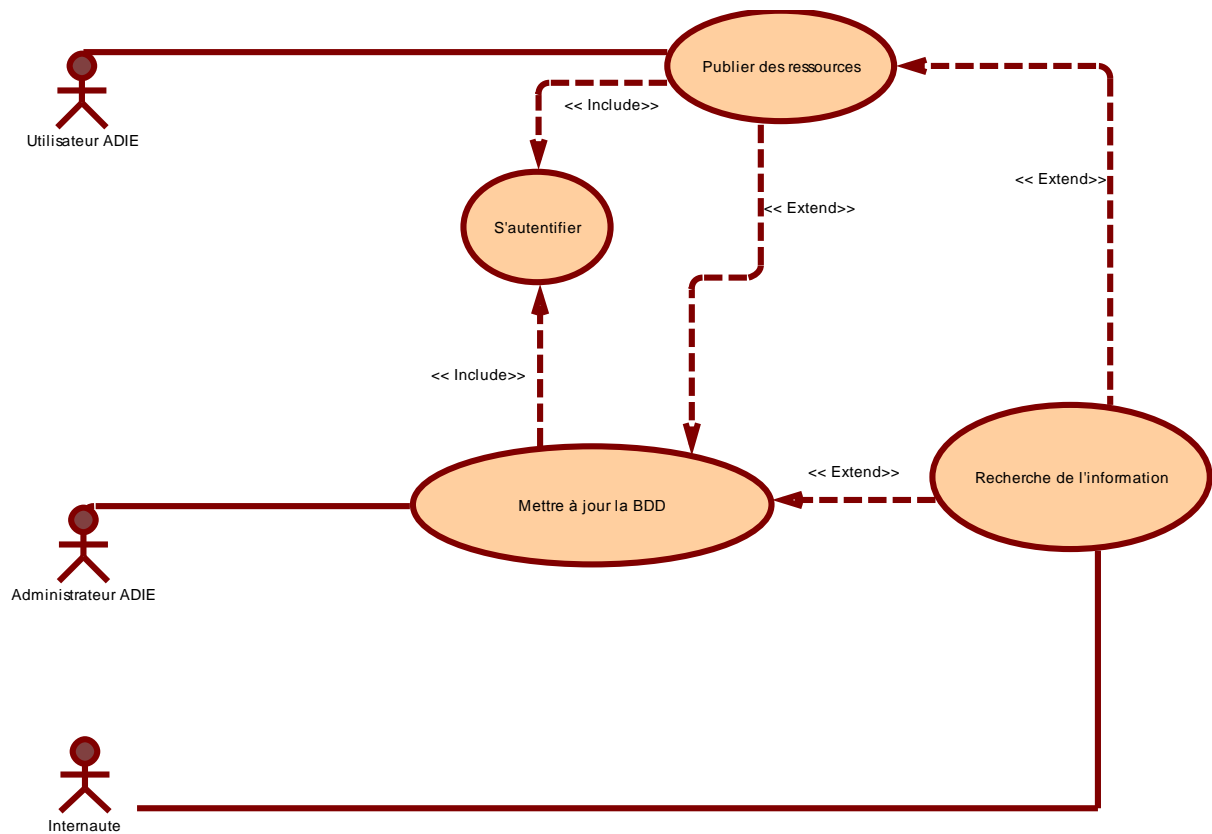 Publier des ressources
<< Include>>
Utilisateur ADIE
<< Extend>>
<< Extend>>
S'autentifier
<< Include>>
<< Extend>>
Recherche de l'information
Mettre à jour la BDD
Administrateur ADIE
Internaute